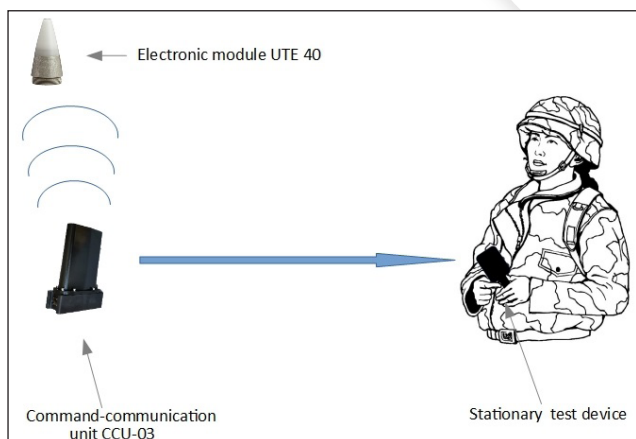 Electronic module UTE 40
Command-communication
unit CCU-03
Stationary test device